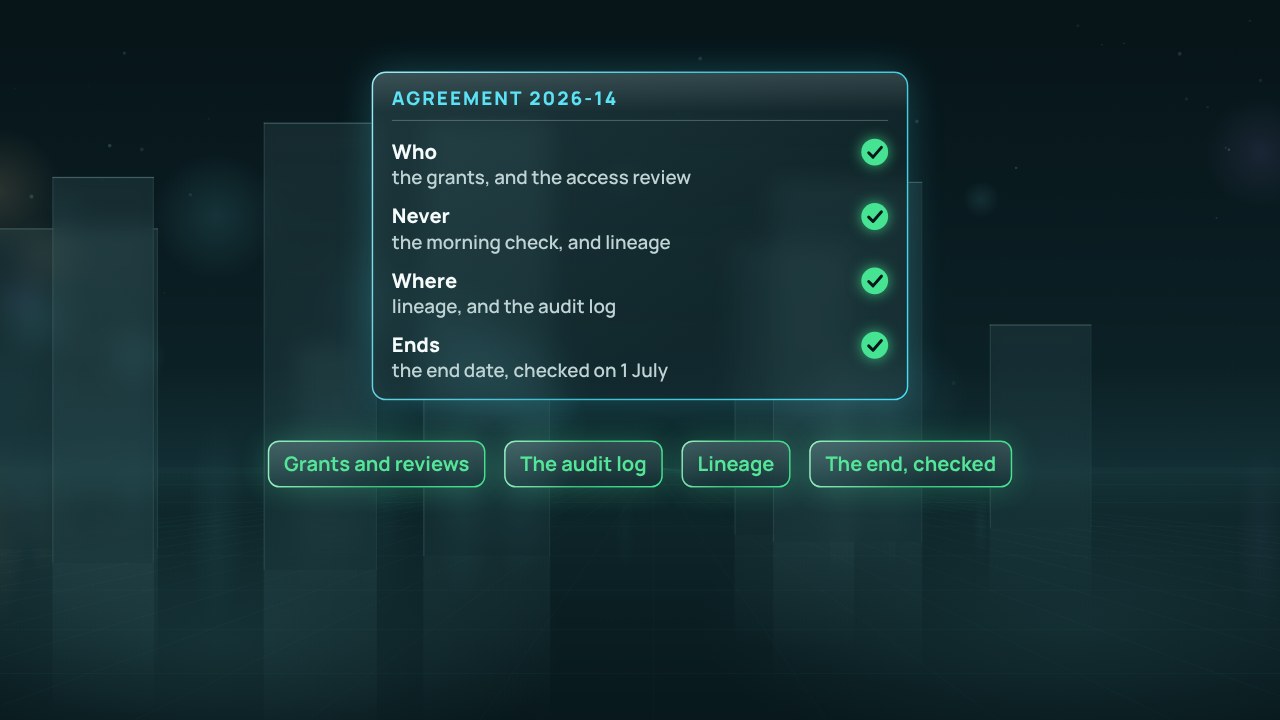 AGREEMENT 2026-14
Who
the grants, and the access review
Never
the morning check, and lineage
Where
lineage, and the audit log
Ends
the end date, checked on 1 July
Grants and reviews
The audit log
Lineage
The end, checked